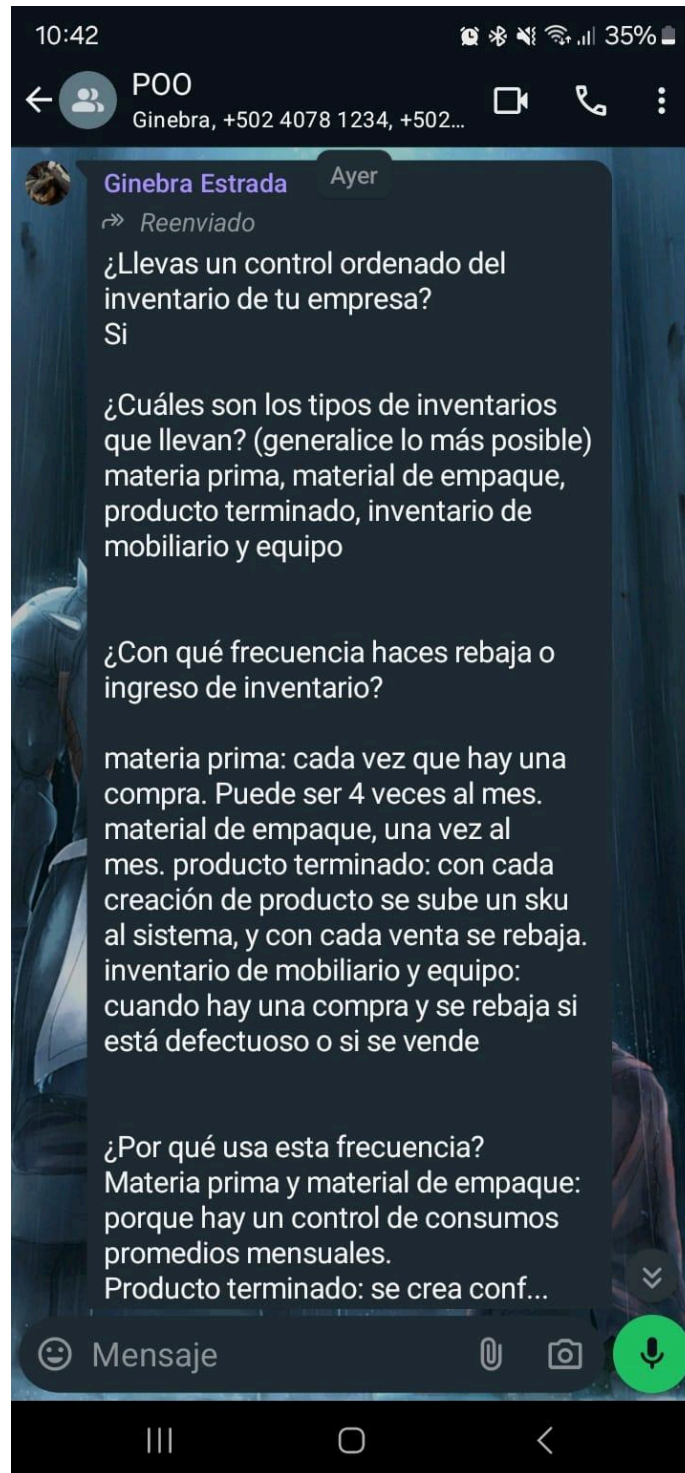 10:42
35%
POO
Ginebra, +502 4078 1234, +502...
Ayer
Ginebra Estrada
Reenviado
¿Llevas un control ordenado del
inventario de tu empresa?
Si
¿Cuáles son los tipos de inventarios
que llevan? (generalice lo más posible)
materia prima, material de empaque,
producto terminado, inventario de
mobiliario y equipo
¿Con qué frecuencia haces rebaja o
ingreso de inventario?
materia prima: cada vez que hay una
compra. Puede ser 4 veces al mes.
material de empaque, una vez al
mes. producto terminado: con cada
creación de producto se sube un sku
al sistema, y con cada venta se rebaja.
inventario de mobiliario y equipo:
cuando hay una compra y se rebaja si
está defectuoso o si se vende
¿Por qué usa esta frecuencia?
Materia prima y material de empaque:
porque hay un control de consumos
promedios mensuales.
Producto terminado: se crea conf...
Mensaje